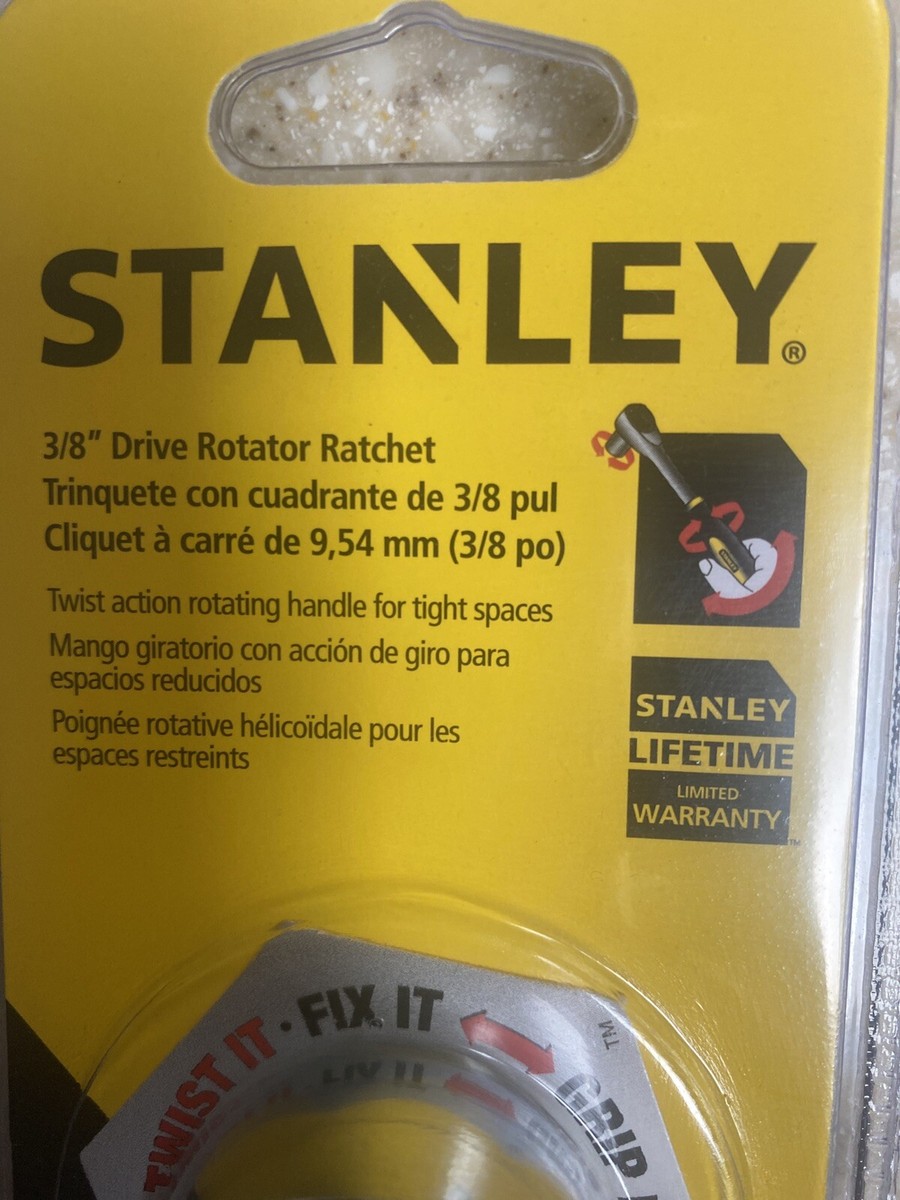 STANLEY®
3/8" Drive Rotator Ratchet
Trinquete con cuadrante de 3/8 pul
Cliquet à carré de 9,54 mm (3/8 po)
Twist action rotating handle for tight spaces
Mango giratorio con acción de giro para
espacios reducidos
Poignée rotative hélicoïdale pour les
espaces restreints
STANLEY
LIFETIME
LIMITED
WARRANTY™
TWIST IT · FIX IT
GRIP
™